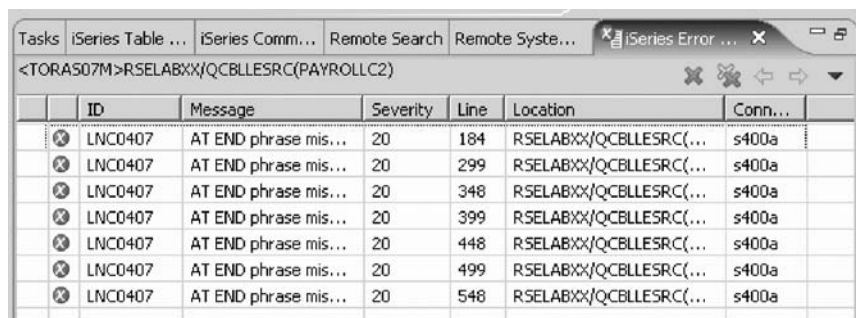 Tasks iSeries Table ... iSeries Comm... Remote Search Remote Syste... iSeries Error ...
<TORAS07M>RSELABXX/QCBLLESRC(PAYROLLC2)
ID Message Severity Line Location Conn...
LNC0407 AT END phrase mis... 20 184 RSELABXX/QCBLLESRC(... s400a
LNC0407 AT END phrase mis... 20 299 RSELABXX/QCBLLESRC(... s400a
LNC0407 AT END phrase mis... 20 348 RSELABXX/QCBLLESRC(... s400a
LNC0407 AT END phrase mis... 20 399 RSELABXX/QCBLLESRC(... s400a
LNC0407 AT END phrase mis... 20 448 RSELABXX/QCBLLESRC(... s400a
LNC0407 AT END phrase mis... 20 499 RSELABXX/QCBLLESRC(... s400a
LNC0407 AT END phrase mis... 20 548 RSELABXX/QCBLLESRC(... s400a